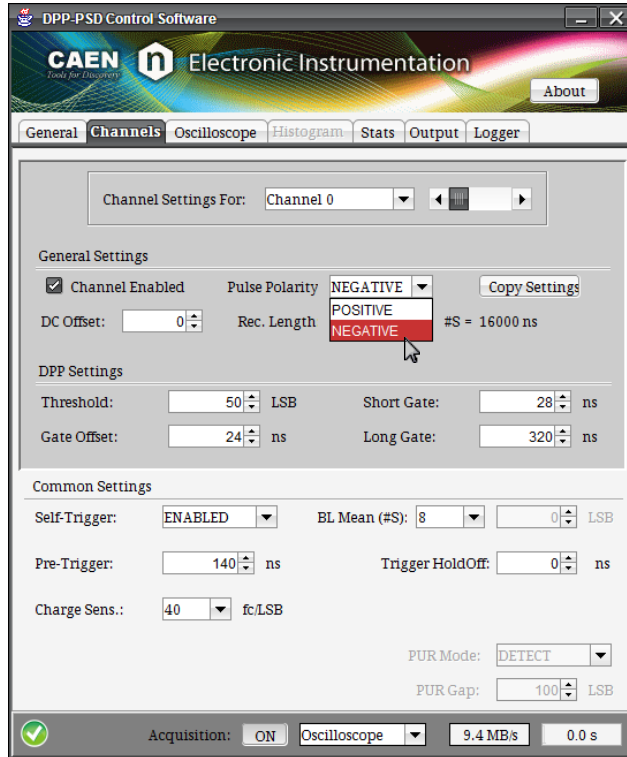 DPP-PSD Control Software
CAEN n Electronic Instrumentation
Tools for Discovery
About
General Channels Oscilloscope Histogram Stats Output Logger
Channel Settings For: Channel 0
General Settings
Channel Enabled Pulse Polarity NEGATIVE Copy Settings
POSITIVE
DC Offset: 0 Rec. Length #S = 16000 ns
NEGATIVE
DPP Settings
Threshold: 50 LSB Short Gate: 28 ns
Gate Offset: 24 ns Long Gate: 320 ns
Common Settings
Self-Trigger: ENABLED BL Mean (#S): 8 0 LSB
Pre-Trigger: 140 ns Trigger HoldOff: 0 ns
Charge Sens.: 40 fc/LSB
PUR Mode: DETECT
PUR Gap: 100 LSB
Acquisition: ON Oscilloscope 9.4 MB/s 0.0 s